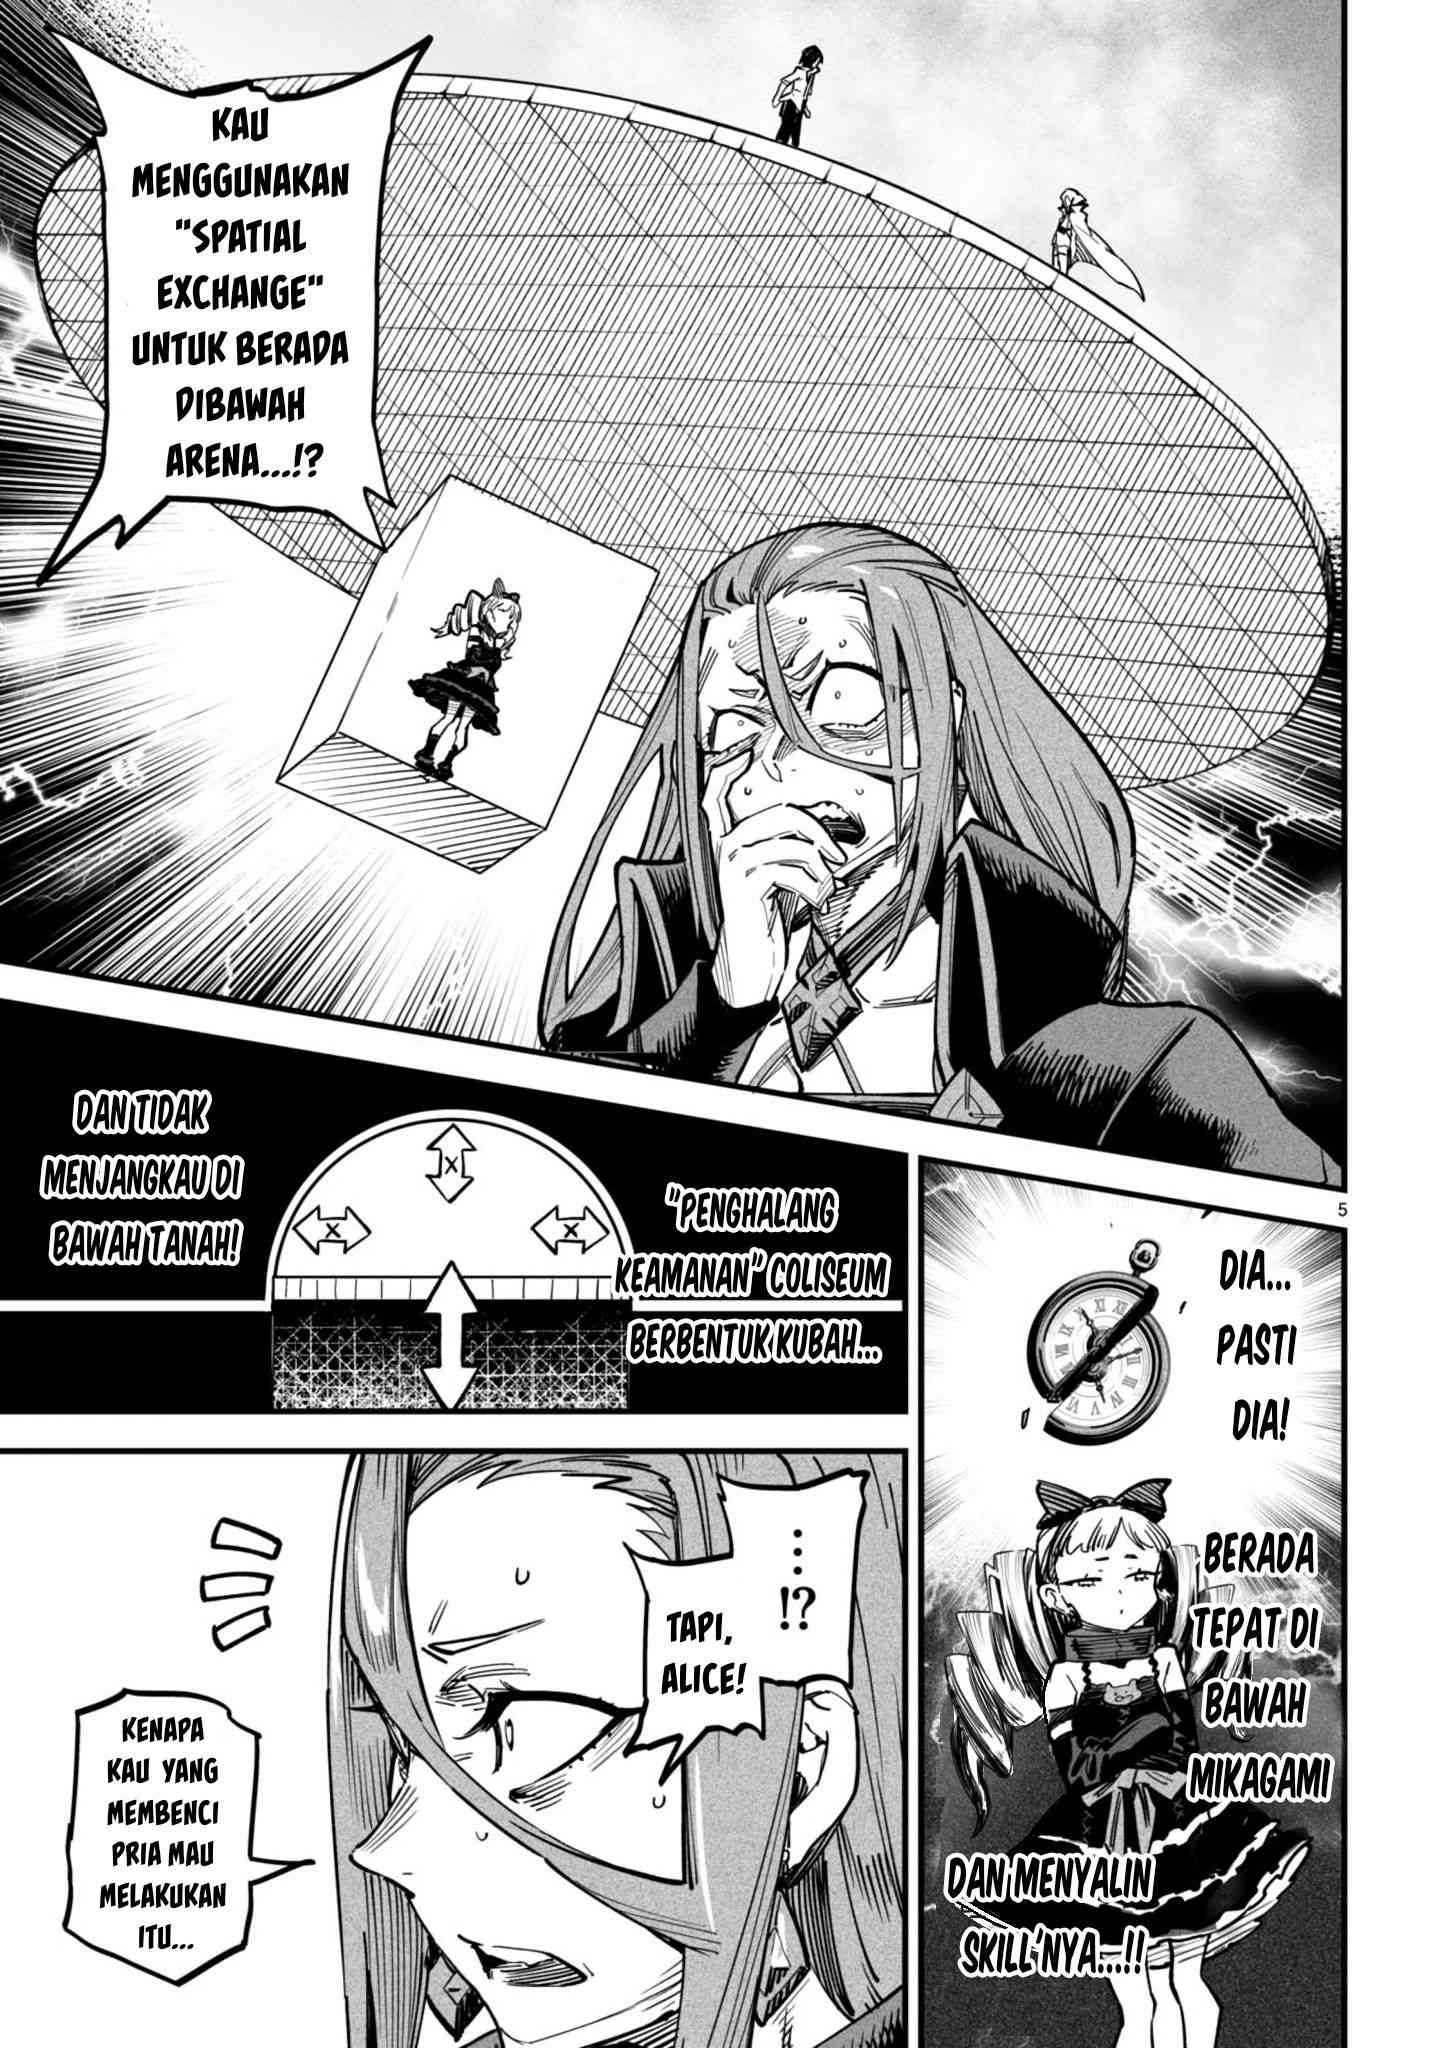 KAU
MENGGUNAKAN
"SPATIAL
EXCHANGE"
UNTUK BERADA
DIBAWAH
ARENA...!?
"PENGHALANG
KEAMANAN" COLISEUM
BERBENTUK KUBAH...
DAN TIDAK
MENJANGKAU DI
BAWAH TANAH!
5
DIA...
PASTI
DIA!
BERADA
TEPAT DI
BAWAH
MIKAGAMI
DAN MENYALIN
SKILL'NYA...!!
...!?
TAPI,
ALICE!
KENAPA
KAU YANG
MEMBENCI
PRIA MAU
MELAKUKAN
ITU...